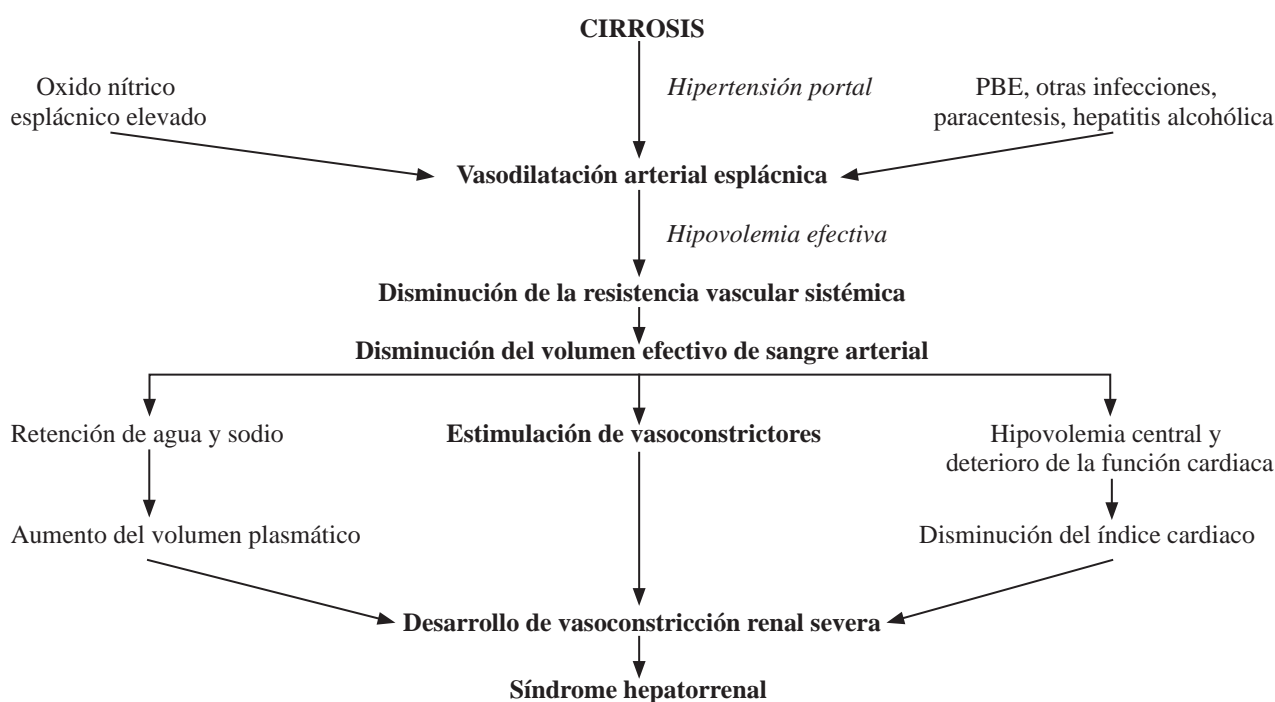 CIRROSIS
Oxido nítrico
esplácnico elevado
Hipertensión portal
PBE, otras infecciones,
paracentesis, hepatitis alcohólica
Vasodilatación arterial esplácnica
Hipovolemia efectiva
Disminución de la resistencia vascular sistémica
Disminución del volumen efectivo de sangre arterial
Retención de agua y sodio
Estimulación de vasoconstrictores
Hipovolemia central y
deterioro de la función cardiaca
Aumento del volumen plasmático
Disminución del índice cardiaco
Desarrollo de vasoconstricción renal severa
Síndrome hepatorrenal